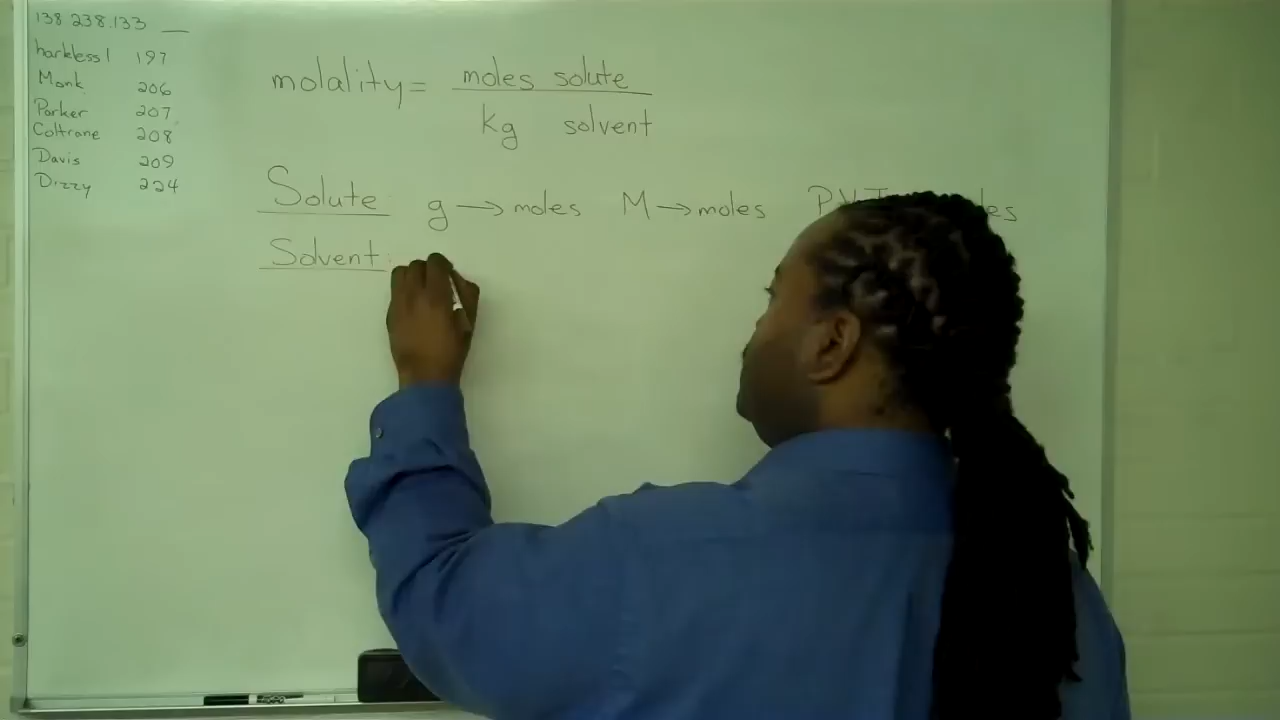 138 238.133 __
harkless1 197
Monk 206
Parker 207
Coltrane 208
Davis 209
Dizzy 224
molality = moles solute
kg solvent
Solute: g → moles M → moles
Solvent: